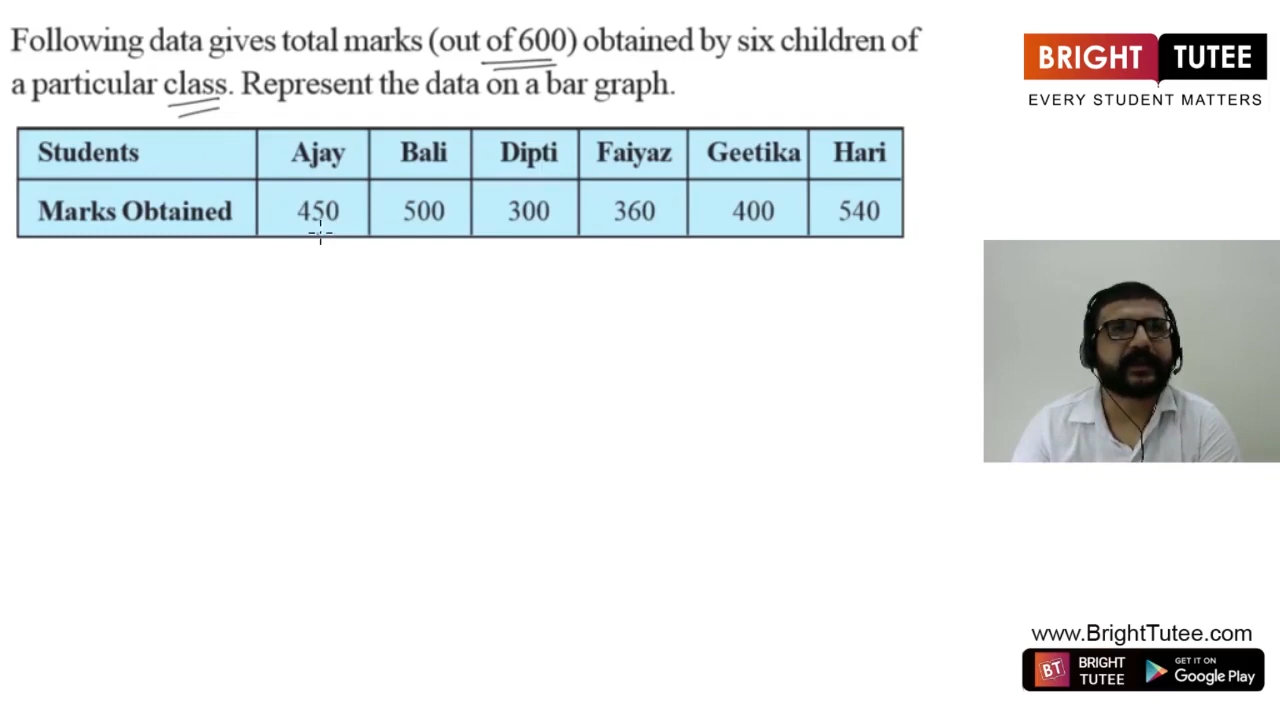 Following data gives total marks (out of 600) obtained by six children of
a particular class. Represent the data on a bar graph.
Students Ajay Bali Dipti Faiyaz Geetika Hari
Marks Obtained 450 500 300 360 400 540
BRIGHT TUTEE
EVERY STUDENT MATTERS
www.BrightTutee.com
BT BRIGHT TUTEE
GET IT ON Google Play